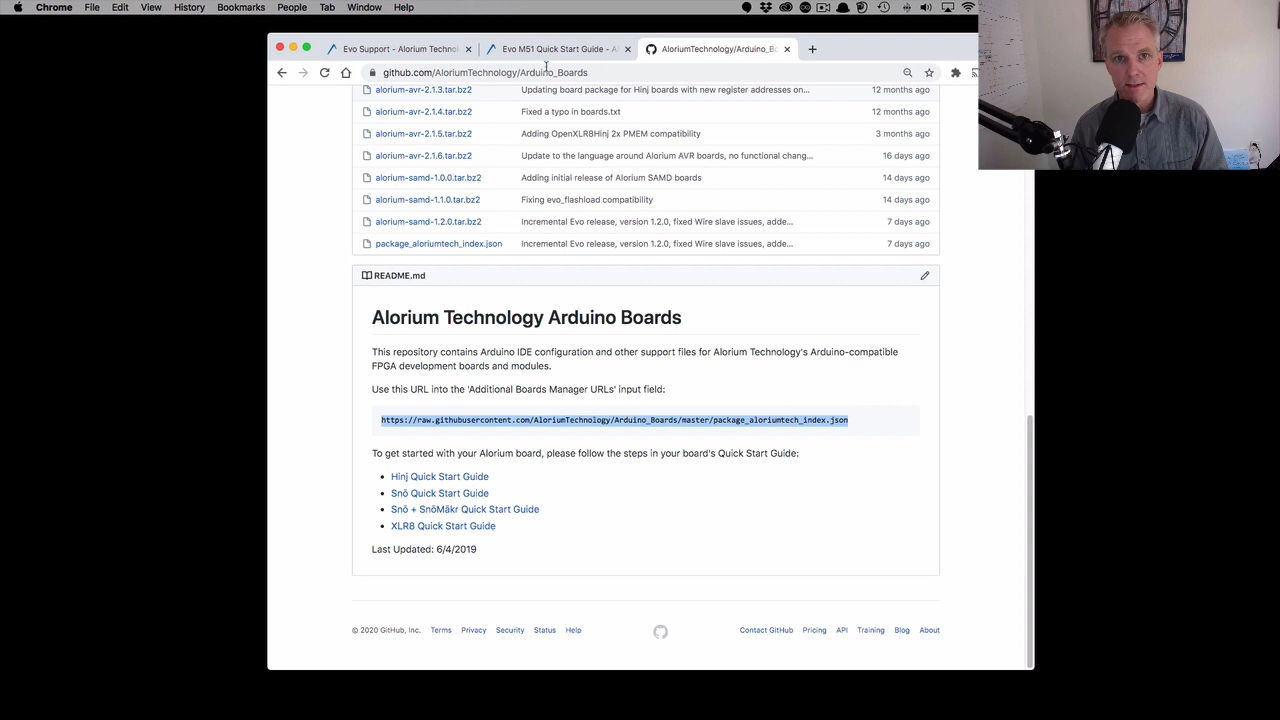 Chrome File Edit View History Bookmarks People Tab Window Help
Evo Support - Alorium Technol
Evo M51 Quick Start Guide - Al
AloriumTechnology/Arduino_Bo
github.com/AloriumTechnology/Arduino_Boards
alorium-avr-2.1.3.tar.bz2 Updating board package for Hinj boards with new register addresses on... 12 months ago
alorium-avr-2.1.4.tar.bz2 Fixed a typo in boards.txt 12 months ago
alorium-avr-2.1.5.tar.bz2 Adding OpenXLR8Hinj 2x PMEM compatibility 3 months ago
alorium-avr-2.1.6.tar.bz2 Update to the language around Alorium AVR boards, no functional chang... 16 days ago
alorium-samd-1.0.0.tar.bz2 Adding initial release of Alorium SAMD boards 14 days ago
alorium-samd-1.1.0.tar.bz2 Fixing evo_flashload compatibility 14 days ago
alorium-samd-1.2.0.tar.bz2 Incremental Evo release, version 1.2.0, fixed Wire slave issues, adde... 7 days ago
package_aloriumtech_index.json Incremental Evo release, version 1.2.0, fixed Wire slave issues, adde... 7 days ago
README.md
Alorium Technology Arduino Boards
This repository contains Arduino IDE configuration and other support files for Alorium Technology's Arduino-compatible
FPGA development boards and modules.
Use this URL into the 'Additional Boards Manager URLs' input field:
https://raw.githubusercontent.com/AloriumTechnology/Arduino_Boards/master/package_aloriumtech_index.json
To get started with your Alorium board, please follow the steps in your board's Quick Start Guide:
• Hinj Quick Start Guide
• Snō Quick Start Guide
• Snō + SnōMākr Quick Start Guide
• XLR8 Quick Start Guide
Last Updated: 6/4/2019
© 2020 GitHub, Inc. Terms Privacy Security Status Help Contact GitHub Pricing API Training Blog About